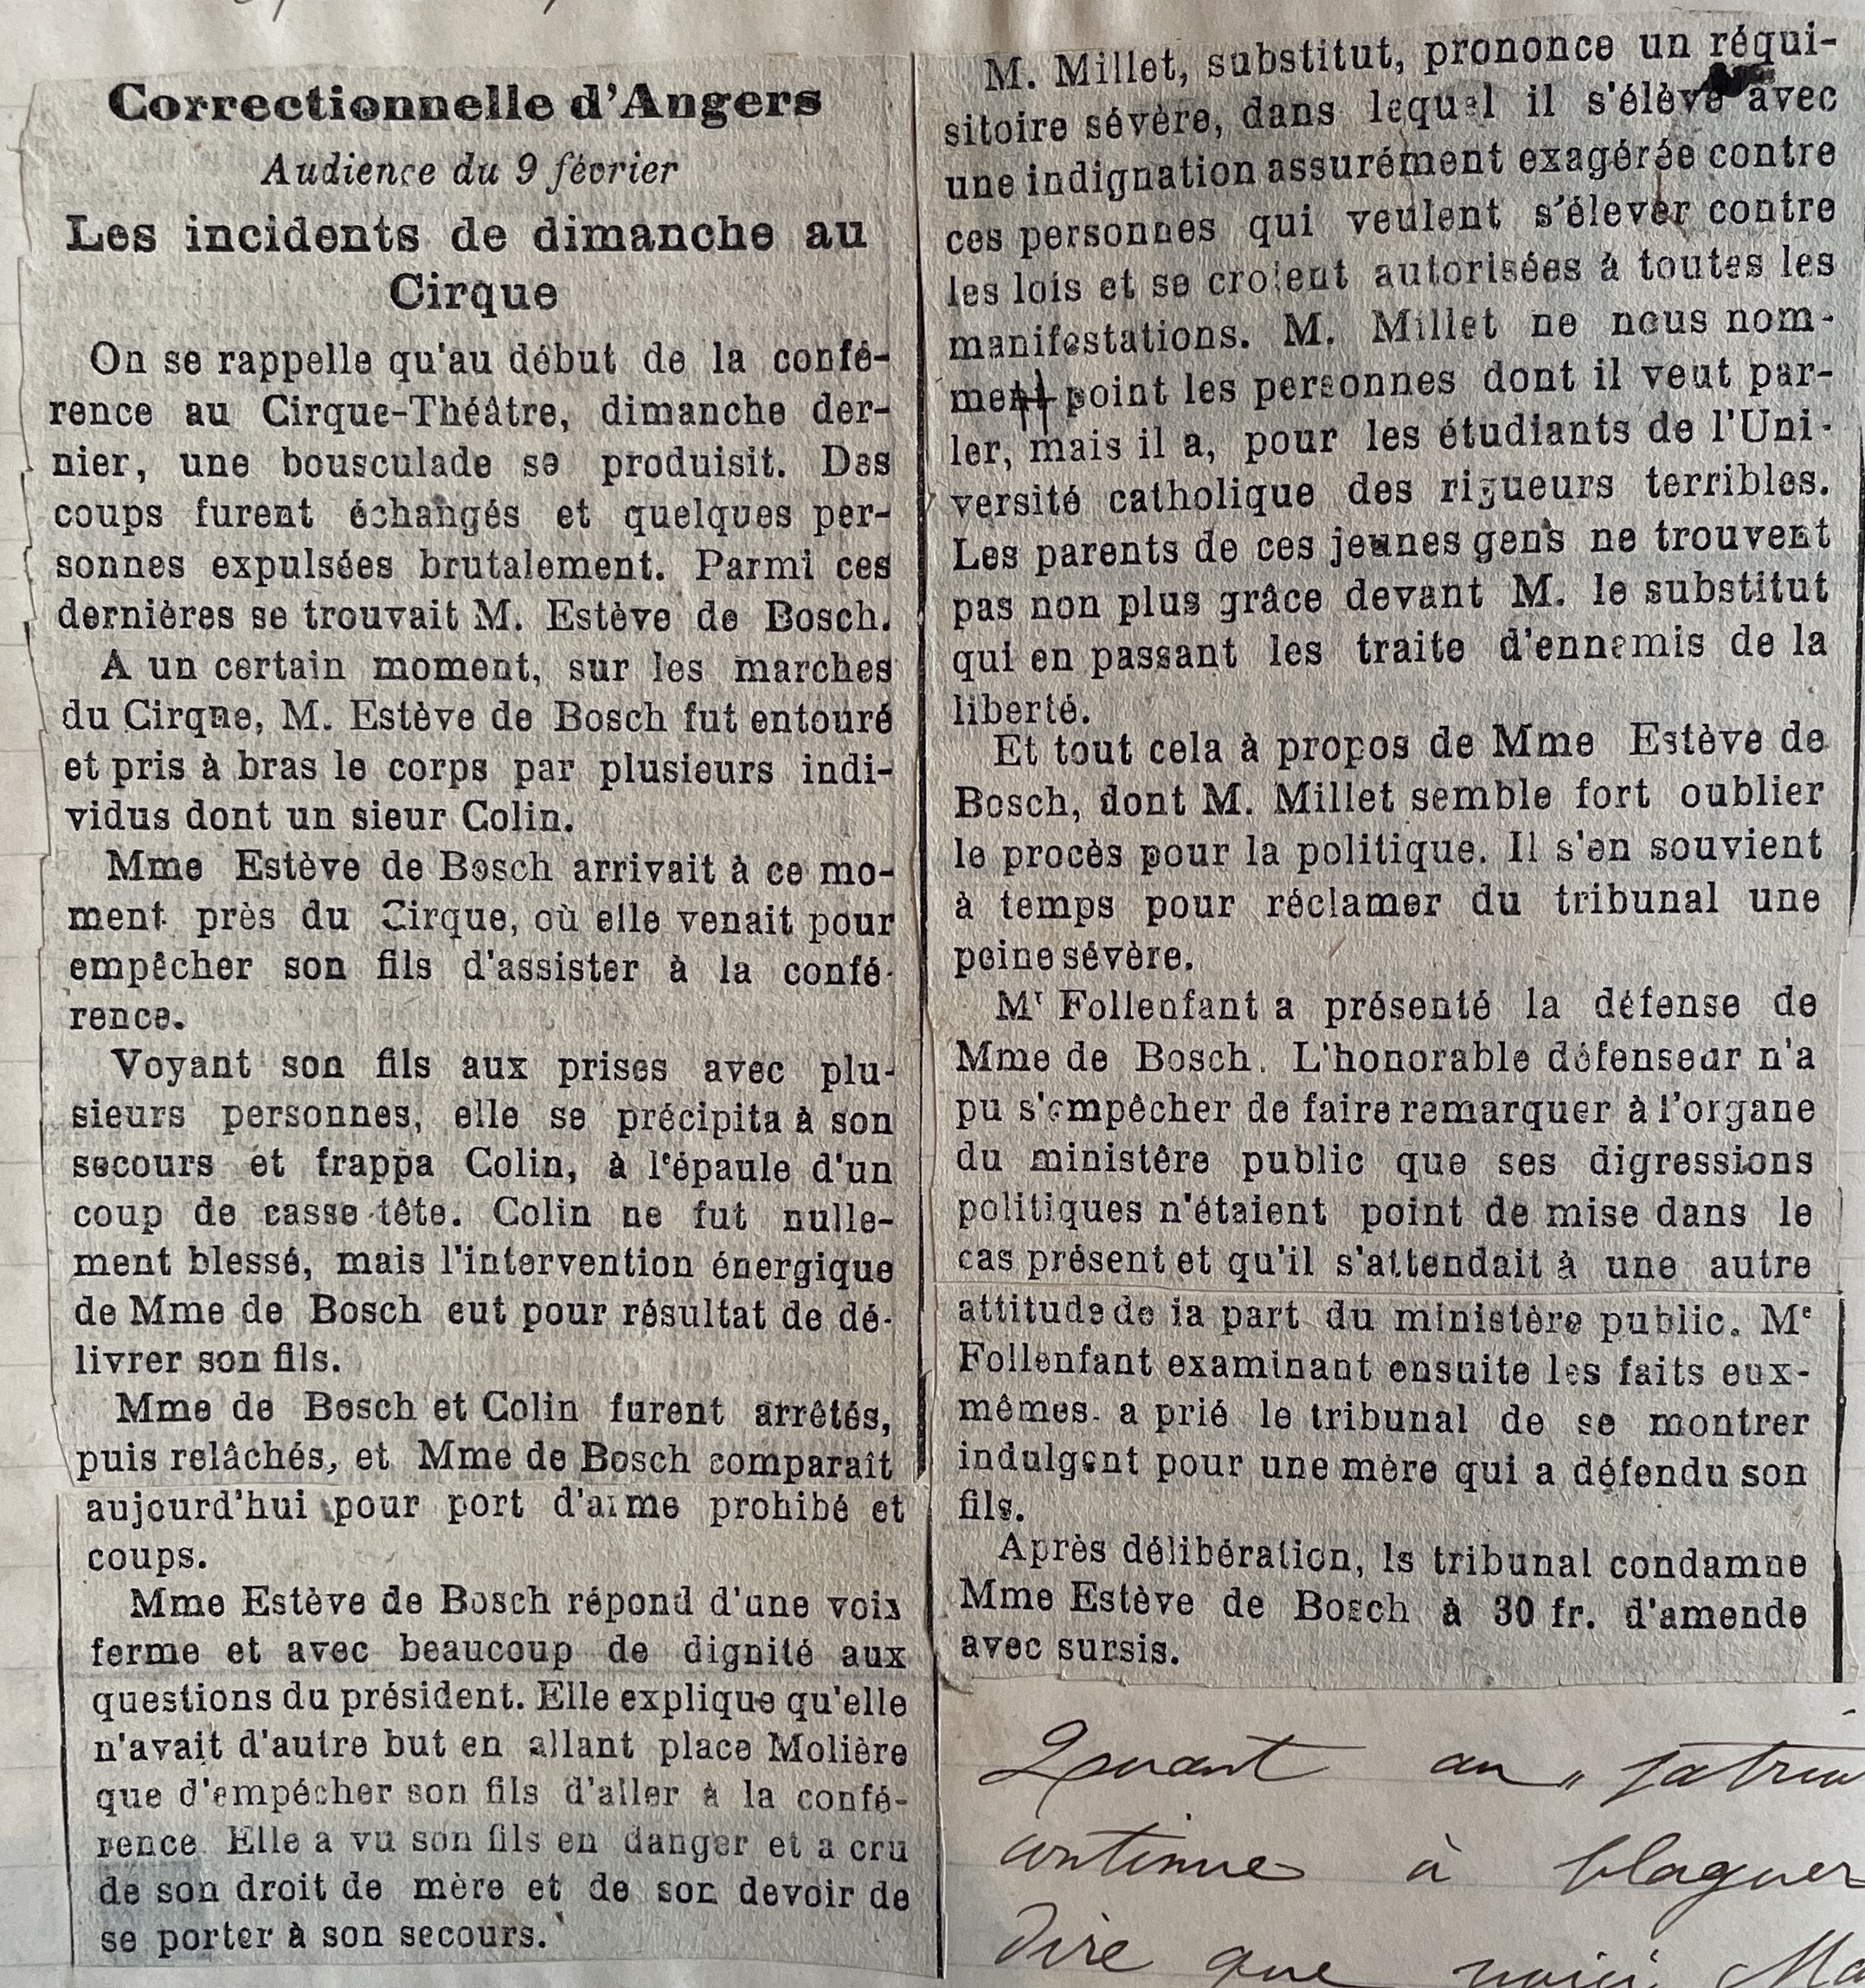 Correctionnelle d'Angers
Audience du 9 février
Les incidents de dimanche au
Cirque
On se rappelle qu'au début de la confé-
rence au Cirque-Théâtre, dimanche der-
nier, une bousculade se produisit. Des
coups furent échangés et quelques per-
sonnes expulsées brutalement. Parmi ces
dernières se trouvait M. Estève de Bosch.
A un certain moment, sur les marches
du Cirqne, M. Estève de Bosch fut entouré
et pris à bras le corps par plusieurs indi-
vidus dont un sieur Colin.
Mme Estève de Bosch arrivait à ce mo-
ment près du Cirque, où elle venait pour
empêcher son fils d'assister à la confé-
rence.
Voyant son fils aux prises avec plu-
sieurs personnes, elle se précipita à son
secours et frappa Colin, à l'épaule d'un
coup de casse-tête. Colin ne fut nulle-
ment blessé, mais l'intervention énergique
de Mme de Bosch eut pour résultat de dé-
livrer son fils.
Mme de Bosch et Colin furent arrêtés,
puis relâchés, et Mme de Bosch comparaît
aujourd'hui pour port d'arme prohibé et
coups.
Mme Estève de Bosch répond d'une voix
ferme et avec beaucoup de dignité aux
questions du président. Elle explique qu'elle
n'avait d'autre but en allant place Molière
que d'empêcher son fils d'aller à la confé-
rence Elle a vu son fils en danger et a cru
de son droit de mère et de son devoir de
se porter à son secours.
M. Millet, substitut, prononce un réqui-
sitoire sévère, dans lequel il s'élève avec
une indignation assurément exagérée contre
ces personnes qui veulent s'élever contre
les lois et se croient autorisées à toutes les
manifestations. M. Millet ne nous nom-
ment point les personnes dont il veut par-
ler, mais il a, pour les étudiants de l'Uni-
versité catholique des rigueurs terribles.
Les parents de ces jeunes gens ne trouvent
pas non plus grâce devant M. le substitut
qui en passant les traite d'ennemis de la
liberté.
Et tout cela à propos de Mme Estève de
Bosch, dont M. Millet semble fort oublier
le procès pour la politique. Il s'en souvient
à temps pour réclamer du tribunal une
peine sévère.
Mr Follenfant a présenté la défense de
Mme de Bosch. L'honorable défenseur n'a
pu s'empêcher de faire remarquer à l'organe
du ministère public que ses digressions
politiques n'étaient point de mise dans le
cas présent et qu'il s'attendait à une autre
attitude de la part du ministère public. Me
Follenfant examinant ensuite les faits eux-
mêmes. a prié le tribunal de se montrer
indulgent pour une mère qui a défendu son
fils.
Après délibération, ls tribunal condamne
Mme Estève de Bosch à 30 fr. d'amende
avec sursis.
Quant au
continue à blaguer
Dire que voici